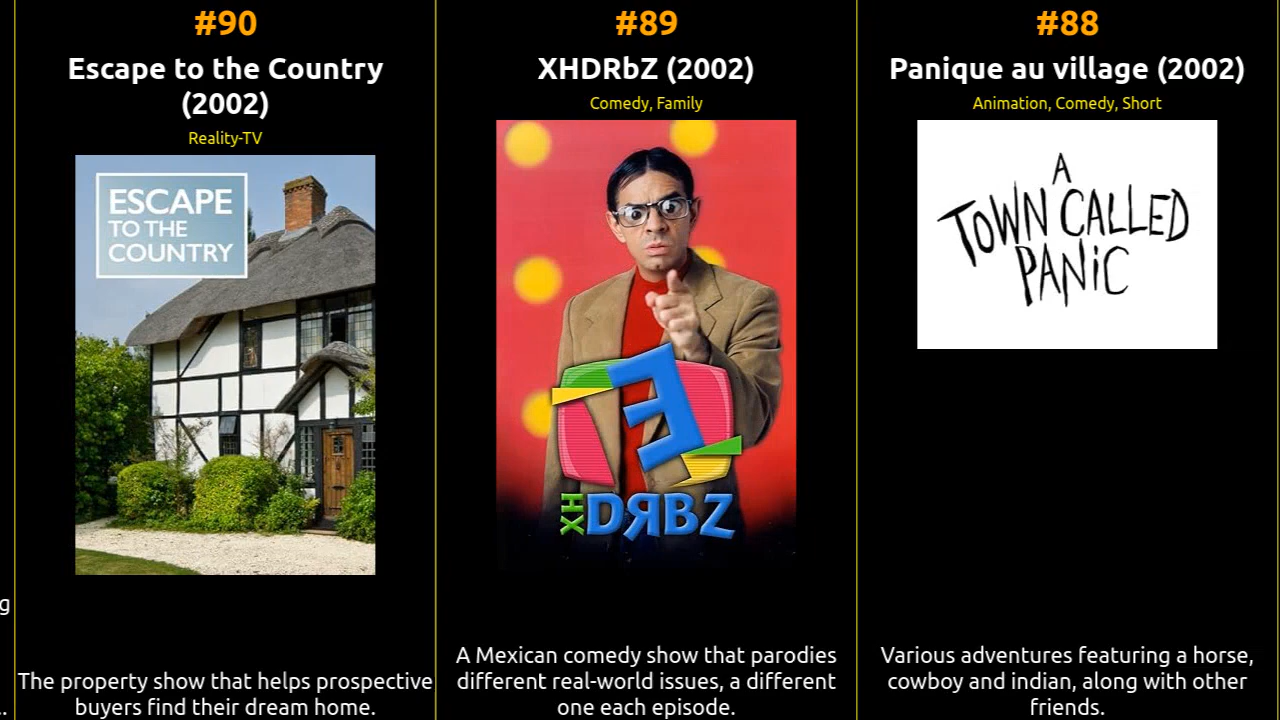 #90
Escape to the Country
(2002)
Reality-TV
ESCAPE
TO THE
COUNTRY
The property show that helps prospective
buyers find their dream home.
#89
XHDRbZ (2002)
Comedy, Family
XH
DЯBZ
A Mexican comedy show that parodies
different real-world issues, a different
one each episode.
#88
Panique au village (2002)
Animation, Comedy, Short
A
TOWN CALLED
PANiC
Various adventures featuring a horse,
cowboy and indian, along with other
friends.
g
..